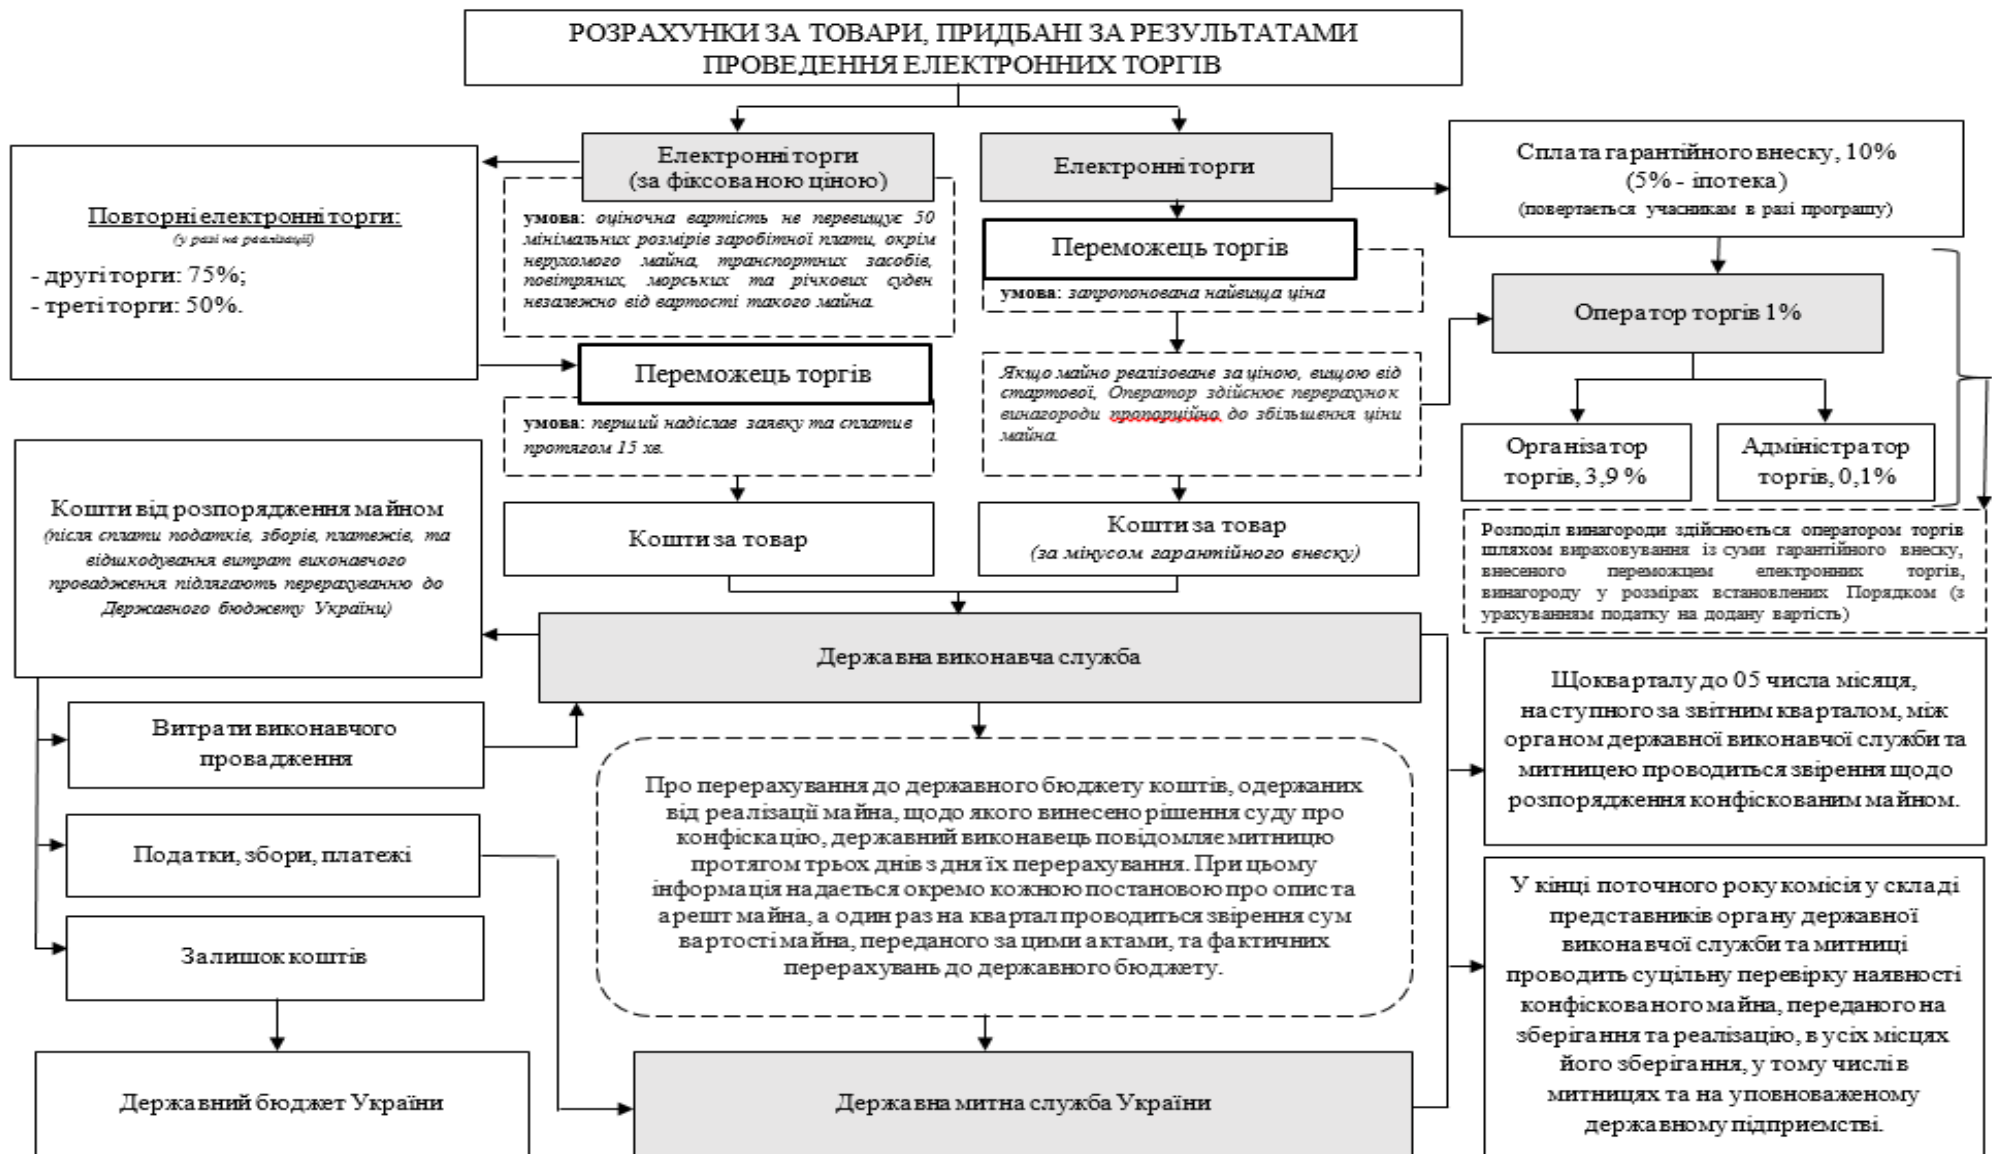 РОЗРАХУНКИ ЗА ТОВАРИ, ПРИДБАНІ ЗА РЕЗУЛЬТАТАМИ
ПРОВЕДЕННЯ ЕЛЕКТРОННИХ ТОРГІВ
Повторні електронні торги:
(у разі не реалізації)
- другі торги: 75%;
- треті торги: 50%.
Електронні торги
(за фіксованою ціною)
умова: оціночна вартість не перевищує 50
мінімальних розмірів заробітної плати, окрім
нерухомого майна, транспортних засобів,
повітряних, морських та річкових суден
незалежно від вартості такого майна.
Переможець торгів
умова: перший надіслав заявку та сплатив
протягом 15 хв.
Кошти за товар
Електронні торги
Переможець торгів
умова: запропонована найвища ціна
Якщо майно реалізоване за ціною, вищою від
стартової, Оператор здійснює перерахунок
винагороди пропорційно до збільшення ціни
майна.
Кошти за товар
(за мінусом гарантійного внеску)
Сплата гарантійного внеску, 10%
(5% - іпотека)
(повертається учасникам в разі програшу)
Оператор торгів 1%
Організатор
торгів, 3,9 %
Адміністратор
торгів, 0,1%
Розподіл винагороди здійснюється оператором торгів
шляхом вираховування із суми гарантійного внеску,
внесеного переможцем електронних торгів,
винагороду у розмірах встановлених Порядком (з
урахуванням податку на додану вартість)
Кошти від розпорядження майном
(після сплати податків, зборів, платежів, та
відшкодування витрат виконавчого
провадження підлягають перерахуванню до
Державного бюджету України)
Витрати виконавчого
провадження
Податки, збори, платежі
Залишок коштів
Державний бюджет України
Державна виконавча служба
Про перерахування до державного бюджету коштів, одержаних
від реалізації майна, щодо якого винесено рішення суду про
конфіскацію, державний виконавець повідомляє митницю
протягом трьох днів з дня їх перерахування. При цьому
інформація надається окремо кожною постановою про опис та
арешт майна, а один раз на квартал проводиться звірення сум
вартості майна, переданого за цими актами, та фактичних
перерахувань до державного бюджету.
Державна митна служба України
Щокварталу до 05 числа місяця,
наступного за звітним кварталом, між
органом державної виконавчої служби та
митницею проводиться звірення щодо
розпорядження конфіскованим майном.
У кінці поточного року комісія у складі
представників органу державної
виконавчої служби та митниці
проводить суцільну перевірку наявності
конфіскованого майна, переданого на
зберігання та реалізацію, в усіх місцях
його зберігання, у тому числі в
митницях та на уповноваженому
державному підприємстві.